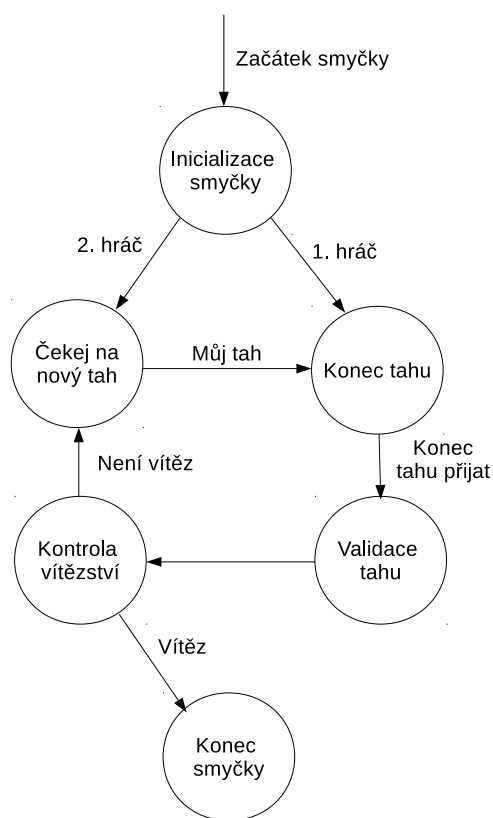 Začátek smyčky
Inicializace
smyčky
2. hráč
1. hráč
Čekej na
nový tah
Můj tah
Konec tahu
Konec
tahu přijat
Není vítěz
Kontrola
vítězství
Validace
tahu
Vítěz
Konec
smyčky